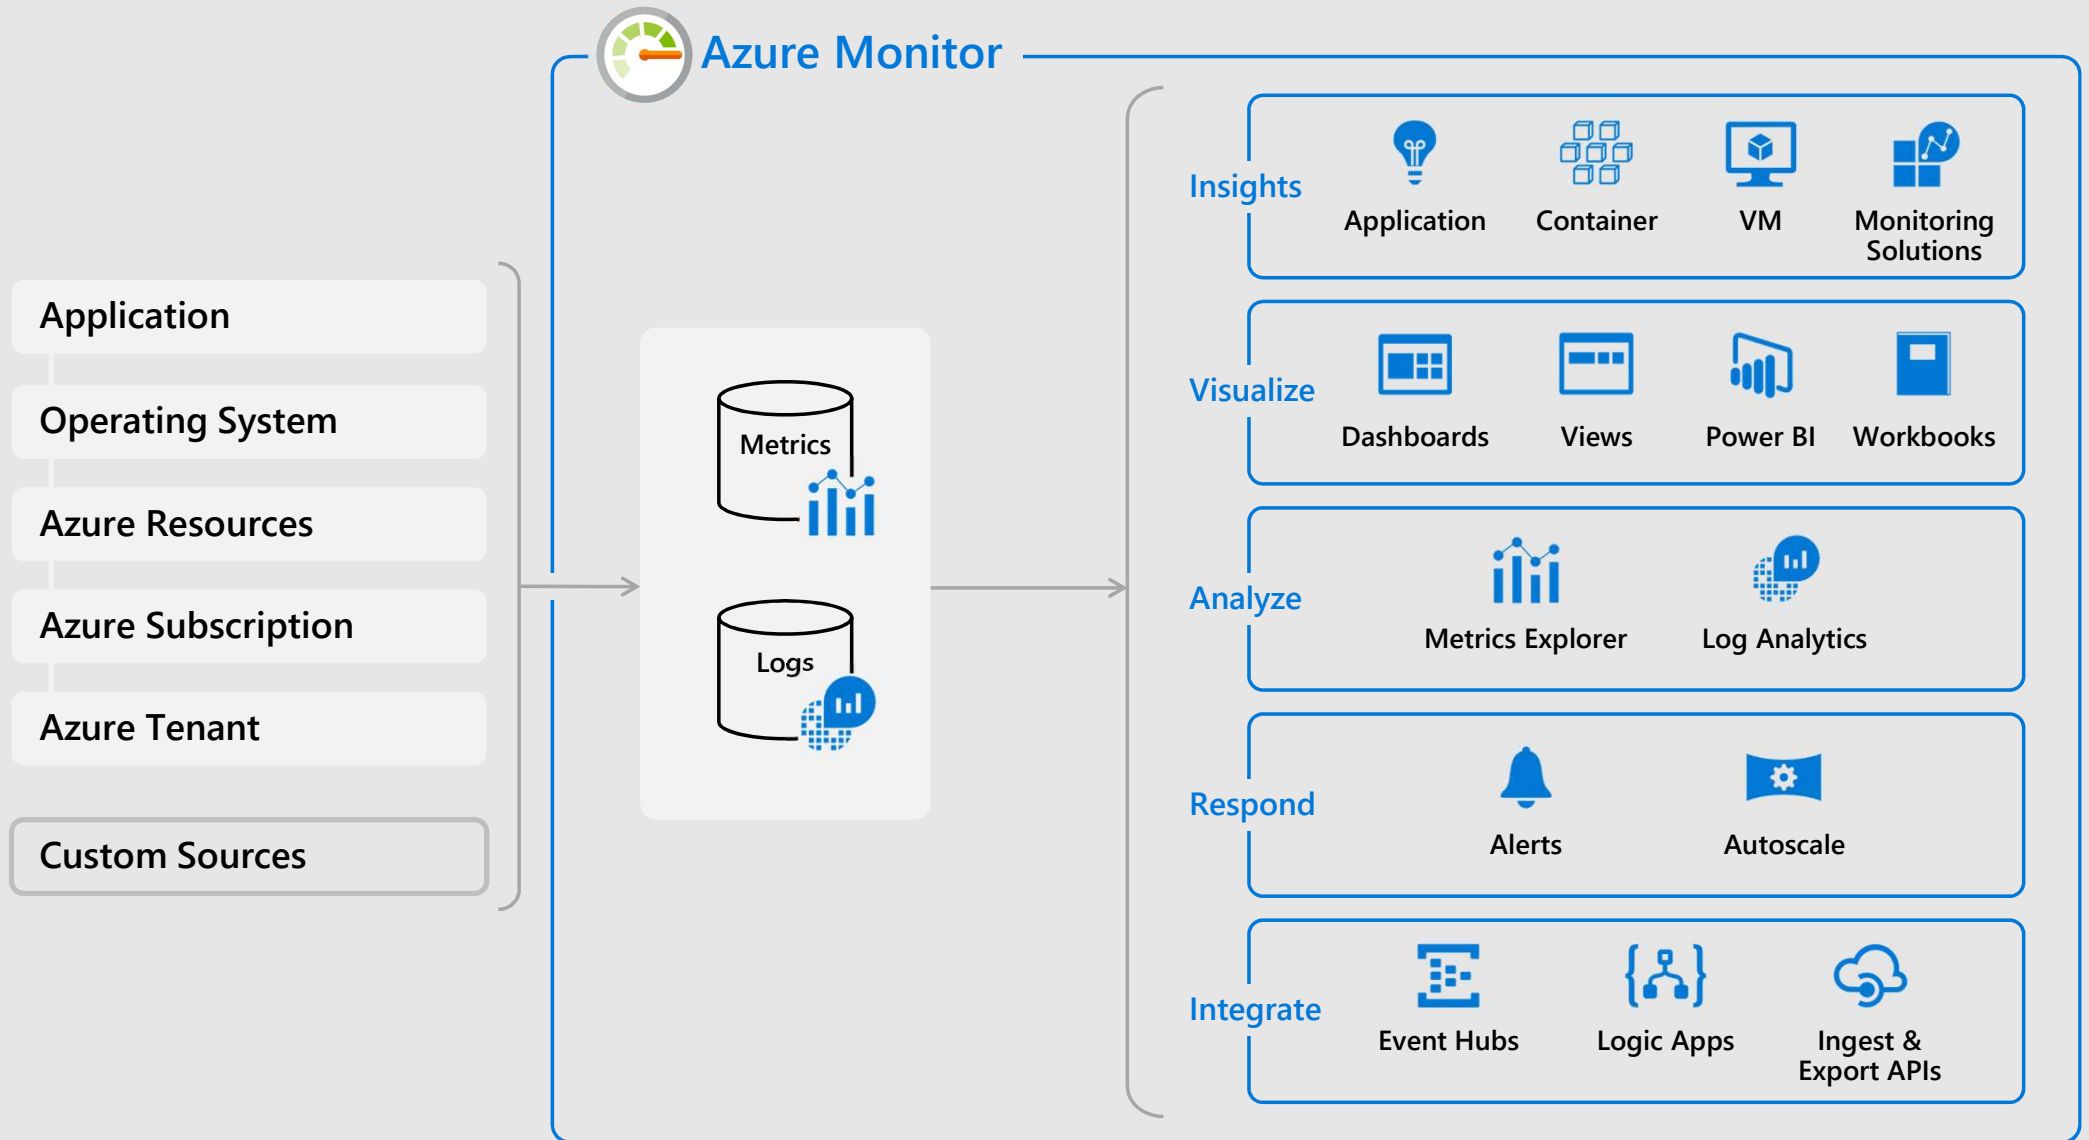 Azure Monitor
Application
Operating System
Azure Resources
Azure Subscription
Azure Tenant
Custom Sources
Metrics
Logs
Insights
Application
Container
VM
Monitoring
Solutions
Visualize
Dashboards
Views
Power BI
Workbooks
Analyze
Metrics Explorer
Log Analytics
Respond
Alerts
Autoscale
Integrate
Event Hubs
Logic Apps
Ingest &
Export APIs